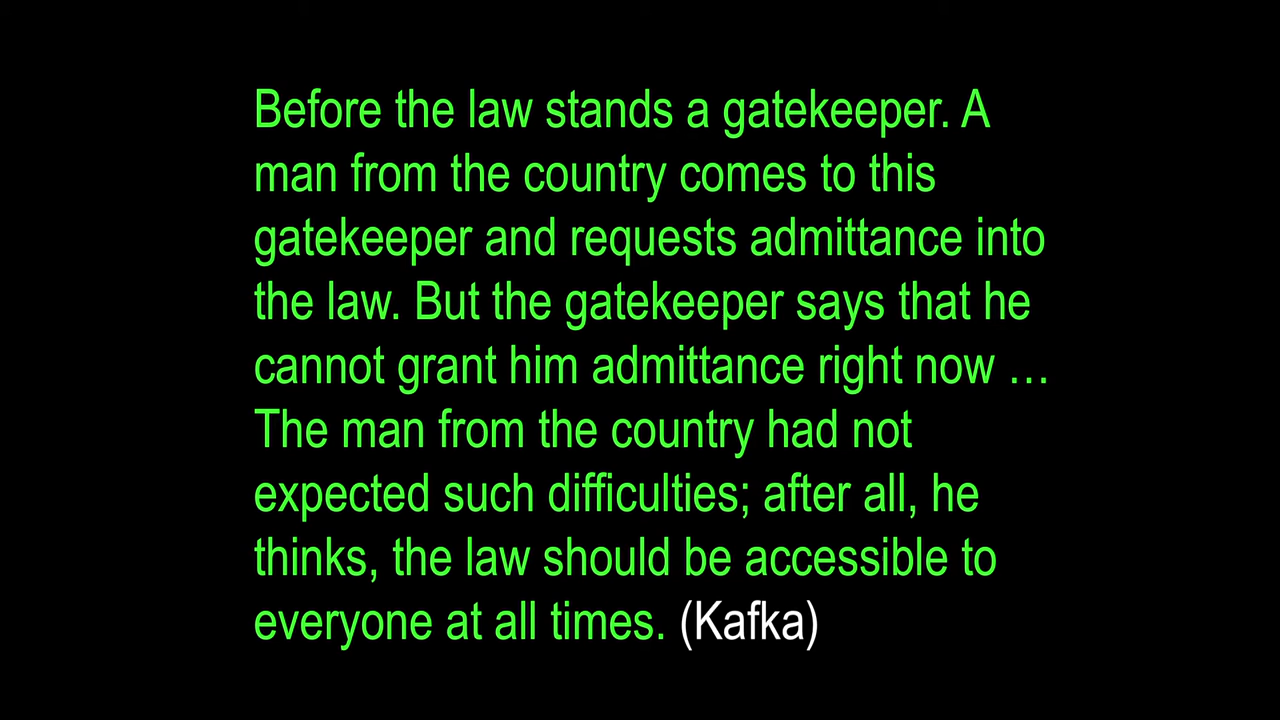 Before the law stands a gatekeeper. A
man from the country comes to this
gatekeeper and requests admittance into
the law. But the gatekeeper says that he
cannot grant him admittance right now …
The man from the country had not
expected such difficulties; after all, he
thinks, the law should be accessible to
everyone at all times. (Kafka)